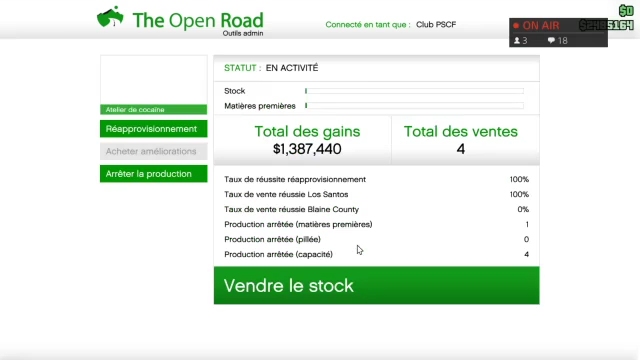 The Open Road
Outils admin
Connecté en tant que : Club PSCF
ON AIR
3 18
$0
Atelier de cocaïne
Réapprovisionnement
Acheter améliorations
Arrêter la production
STATUT : EN ACTIVITÉ
Stock
Matières premières
Total des gains
$1,387,440
Total des ventes
4
Taux de réussite réapprovisionnement 100%
Taux de vente réussie Los Santos 100%
Taux de vente réussie Blaine County 0%
Production arrêtée (matières premières) 1
Production arrêtée (pillée) 0
Production arrêtée (capacité) 4
Vendre le stock